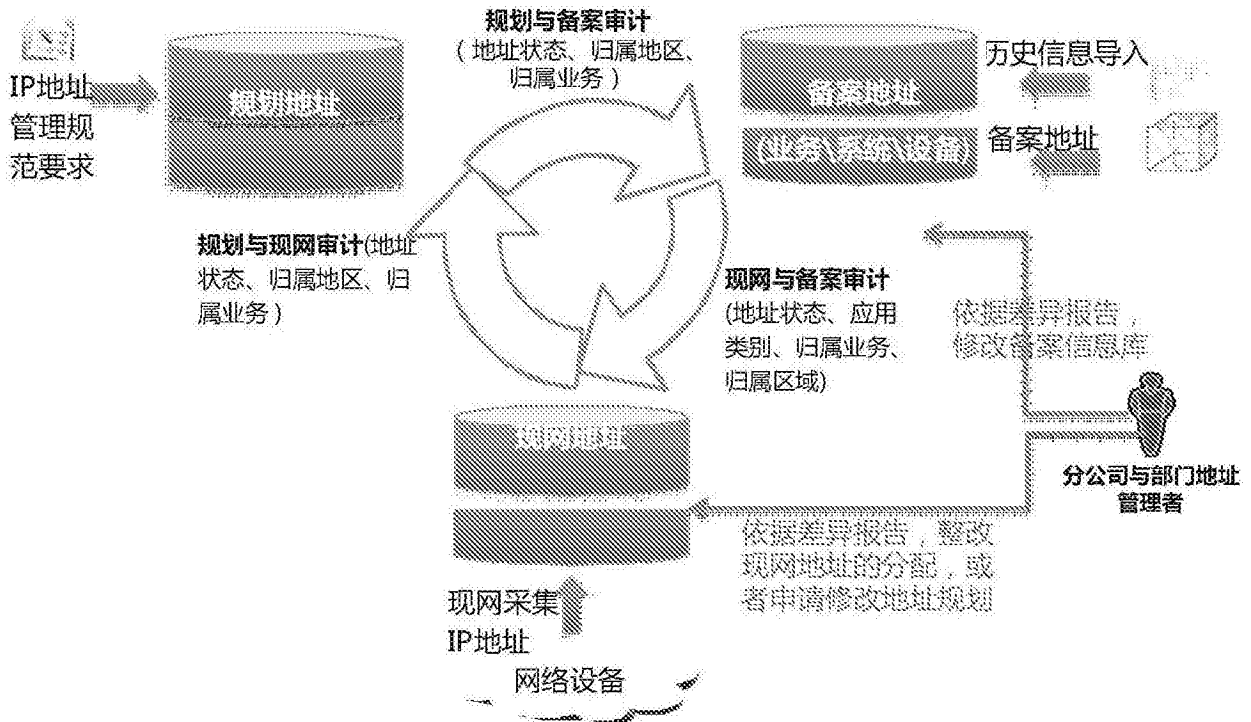 规划与备案审计
(地址状态、归属地区、
归属业务)
IP地址
管理规
范要求
规划地址
备案地址
(业务\系统\设备)
历史信息导入
备案地址
规划与现网审计(地址
状态、归属地区、归
属业务)
现网与备案审计
(地址状态、应用
类别、归属业务、
归属区域)
依据差异报告，
修改备案信息库
分公司与部门地址
管理者
现网地址
依据差异报告，整改
现网地址的分配，或
者申请修改地址规划
现网采集
IP地址
网络设备